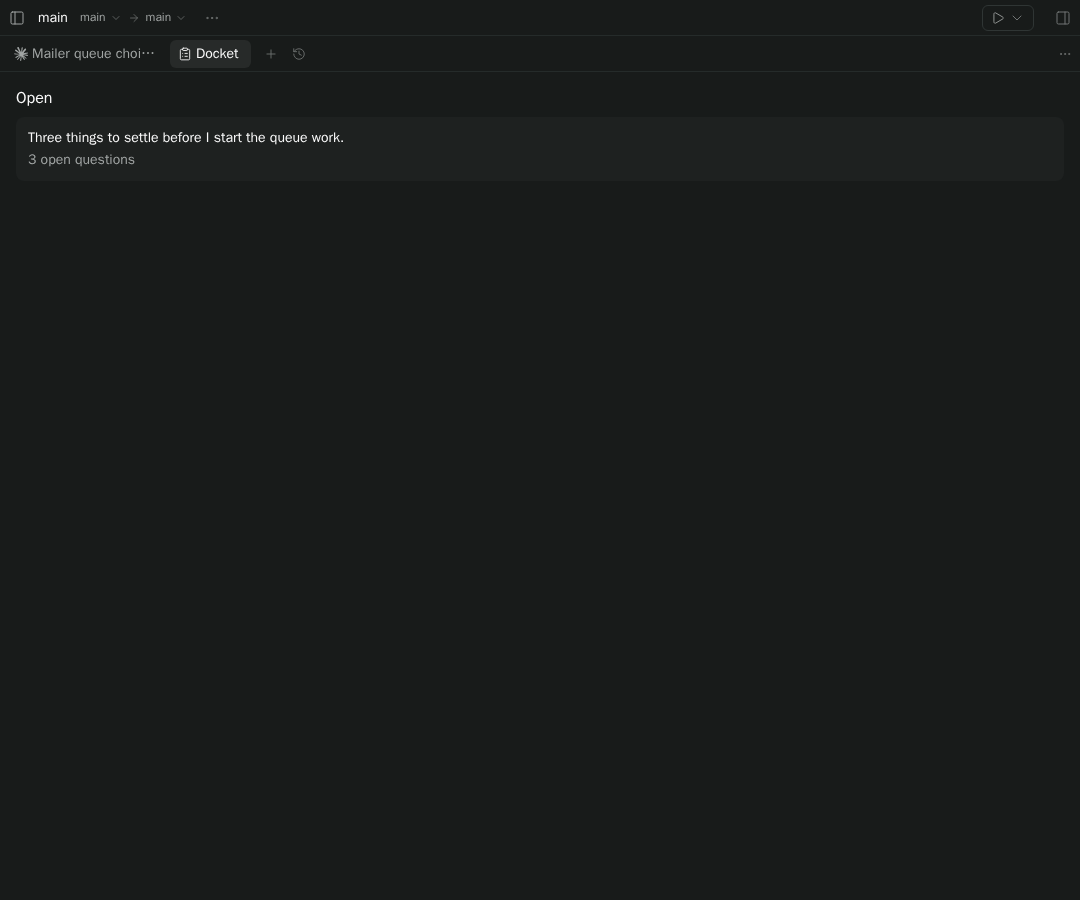 main main main
Mailer queue choi··· Docket
Open
Three things to settle before I start the queue work.
3 open questions